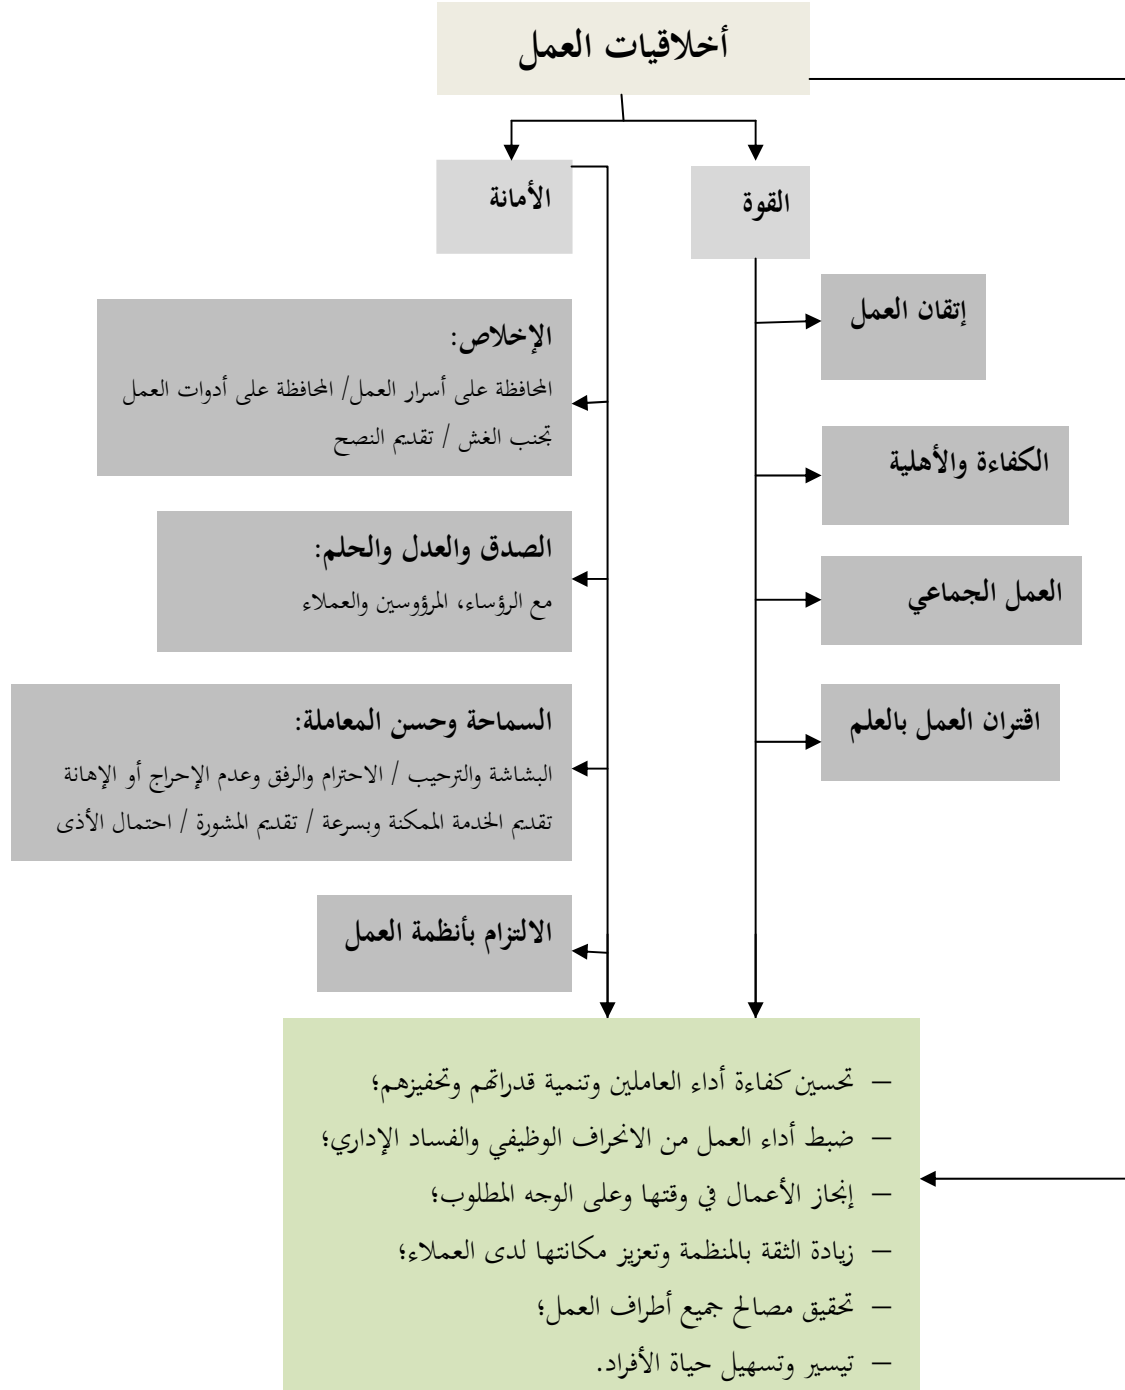 أخلاقيات العمل
القوة
الأمانة
إتقان العمل
الكفاءة والأهلية
العمل الجماعي
اقتران العمل بالعلم
الإخلاص:
المحافظة على أسرار العمل/ المحافظة على أدوات العمل
تجنب الغش / تقديم النصح
الصدق والعدل والحلم:
مع الرؤساء، المرؤوسين والعملاء
السماحة وحسن المعاملة:
البشاشة والترحيب / الاحترام والرفق وعدم الإحراج أو الإهانة
تقديم الخدمة الممكنة وبسرعة / تقديم المشورة / احتمال الأذى
الالتزام بأنظمة العمل
– تحسين كفاءة أداء العاملين وتنمية قدراتهم وتحفيزهم؛
– ضبط أداء العمل من الانحراف الوظيفي والفساد الإداري؛
– إنجاز الأعمال في وقتها وعلى الوجه المطلوب؛
– زيادة الثقة بالمنظمة وتعزيز مكانتها لدى العملاء؛
– تحقيق مصالح جميع أطراف العمل؛
– تيسير وتسهيل حياة الأفراد.